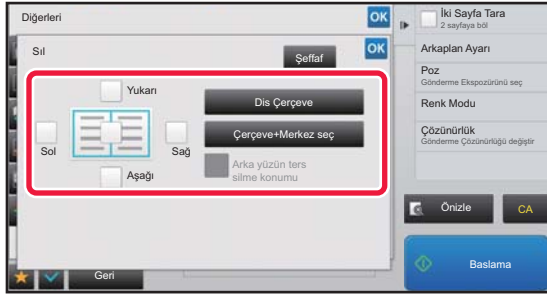 Diğerleri
OK
Sıl
Şeffaf
OK
Yukarı
Sol
Sağ
Aşağı
Dis Çerçeve
Çerçeve+Merkez seç
Arka yüzün ters
silme konumu
Geri
İki Sayfa Tara
2 sayfaya böl
Arkaplan Ayarı
Poz
Gönderme Ekspozürünü seç
Renk Modu
Çözünürlük
Gönderme Çözünürlüğü değiştir
Önizle
CA
Baslama